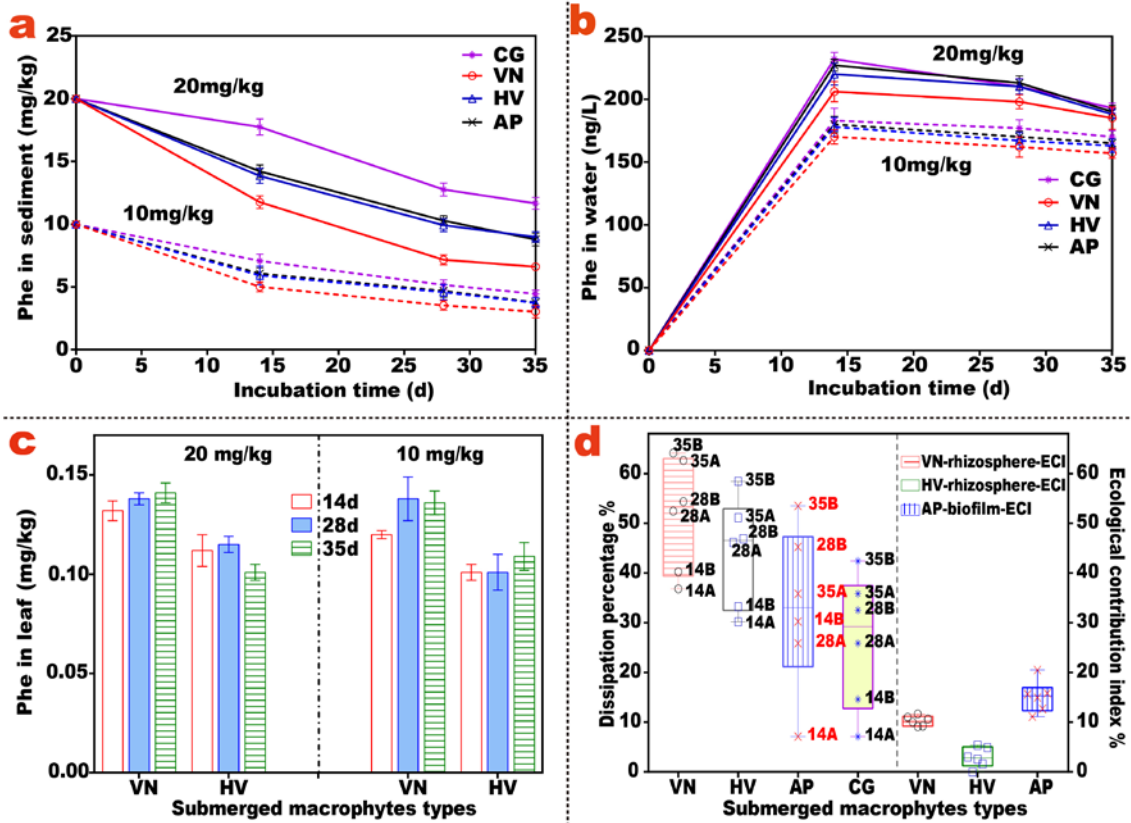 a
Phe in sediment (mg/kg)
25
20
15
10
5
0
20mg/kg
10mg/kg
CG
VN
HV
AP
0 5 10 15 20 25 30 35
Incubation time (d)
b
Phe in water (ng/L)
250
200
150
100
50
0
20mg/kg
10mg/kg
CG
VN
HV
AP
0 5 10 15 20 25 30 35
Incubation time (d)
c
Phe in leaf (mg/kg)
0.15
0.10
0.05
0.00
20 mg/kg
10 mg/kg
14d
28d
35d
VN HV VN HV
Submerged macrophytes types
d
Dissipation percentage %
60
50
40
30
20
10
0
35B
35A
28B
28A
14B
14A
35B
35A
28B
28A
14B
14A
35B
28B
35A
14B
28A
14A
35B
35A
28B
28A
14B
14A
VN-rhizosphere-ECI
HV-rhizosphere-ECI
AP-biofilm-ECI
60
50
40
30
20
10
0
Ecological contribution index %
VN HV AP CG VN HV AP
Submerged macrophytes types